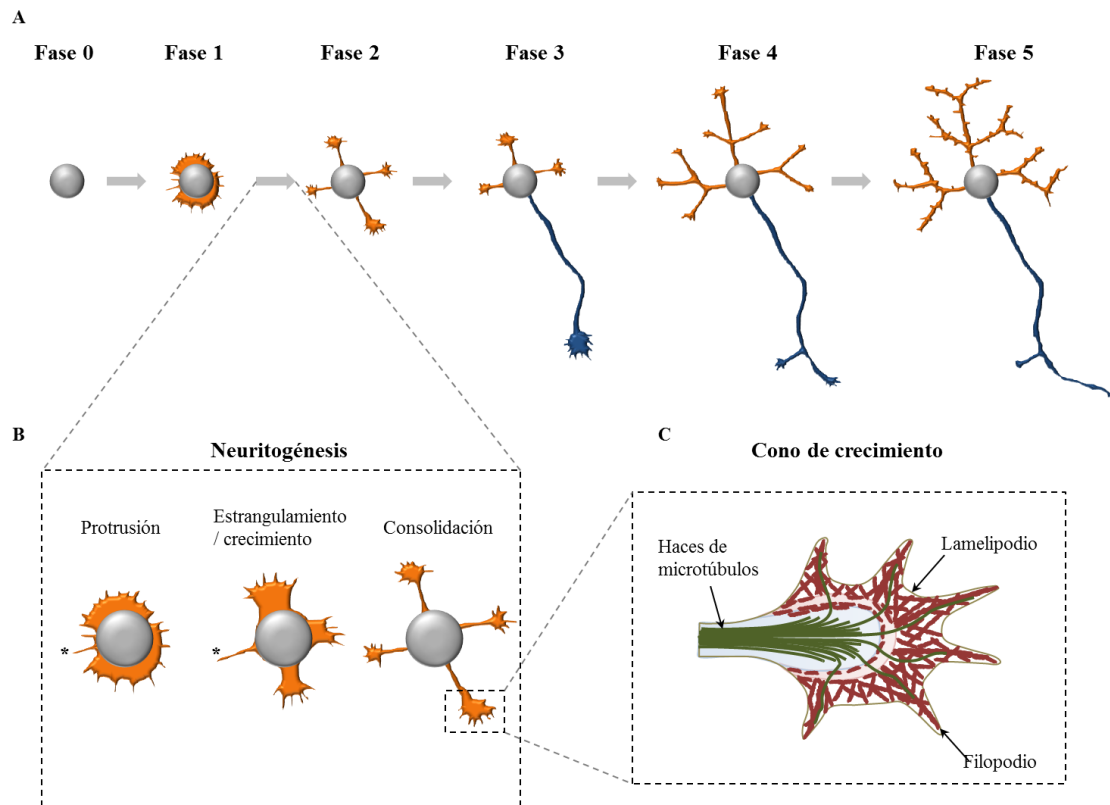 A
Fase 0
Fase 1
Fase 2
Fase 3
Fase 4
Fase 5
B
Neuritogénesis
Protrusión
Estrangulamiento
/ crecimiento
Consolidación
*
*
C
Cono de crecimiento
Haces de
microtúbulos
Lamelipodio
Filopodio